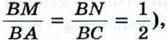 BM/BA = BN/BC = 1/2),